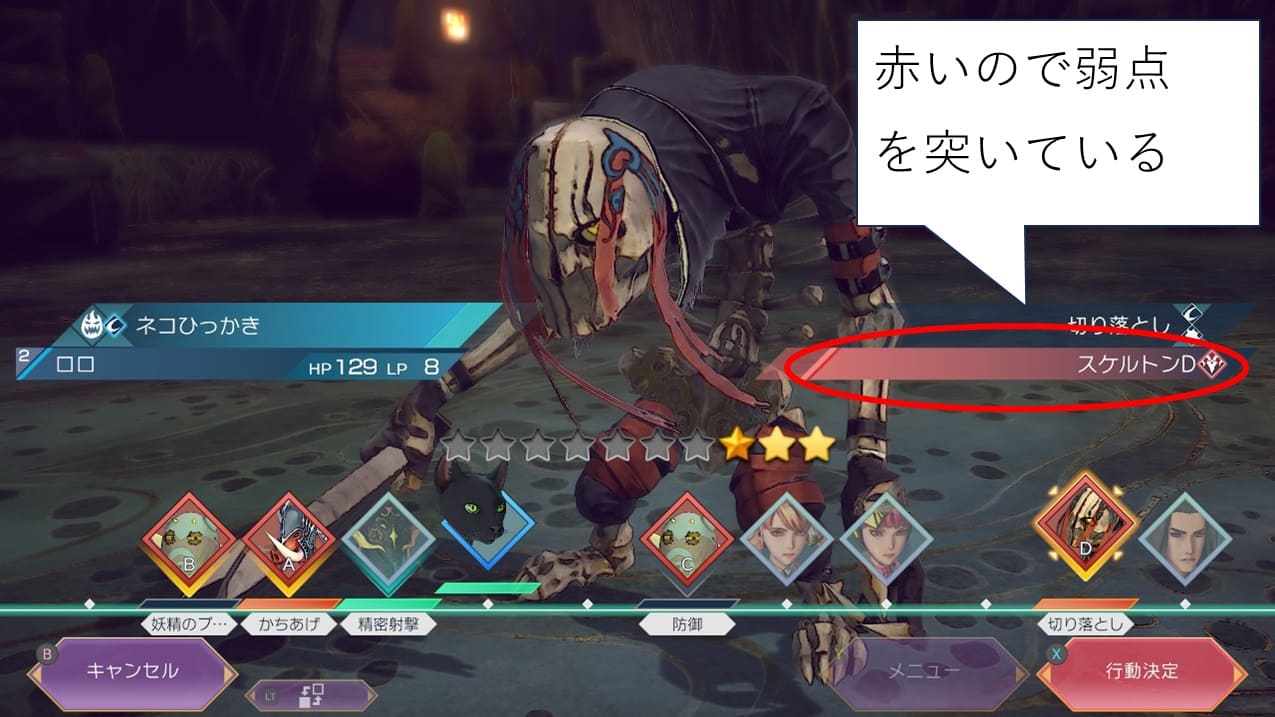 赤いので弱点
を突いている
ネコひっかき
切り落とし
2
ロロ
HP 129 LP 8
スケルトンD
B
A
C
D
妖精のプ…
かちあげ
精密射撃
防御
切り落とし
B
キャンセル
LT
メニュー
X
行動決定